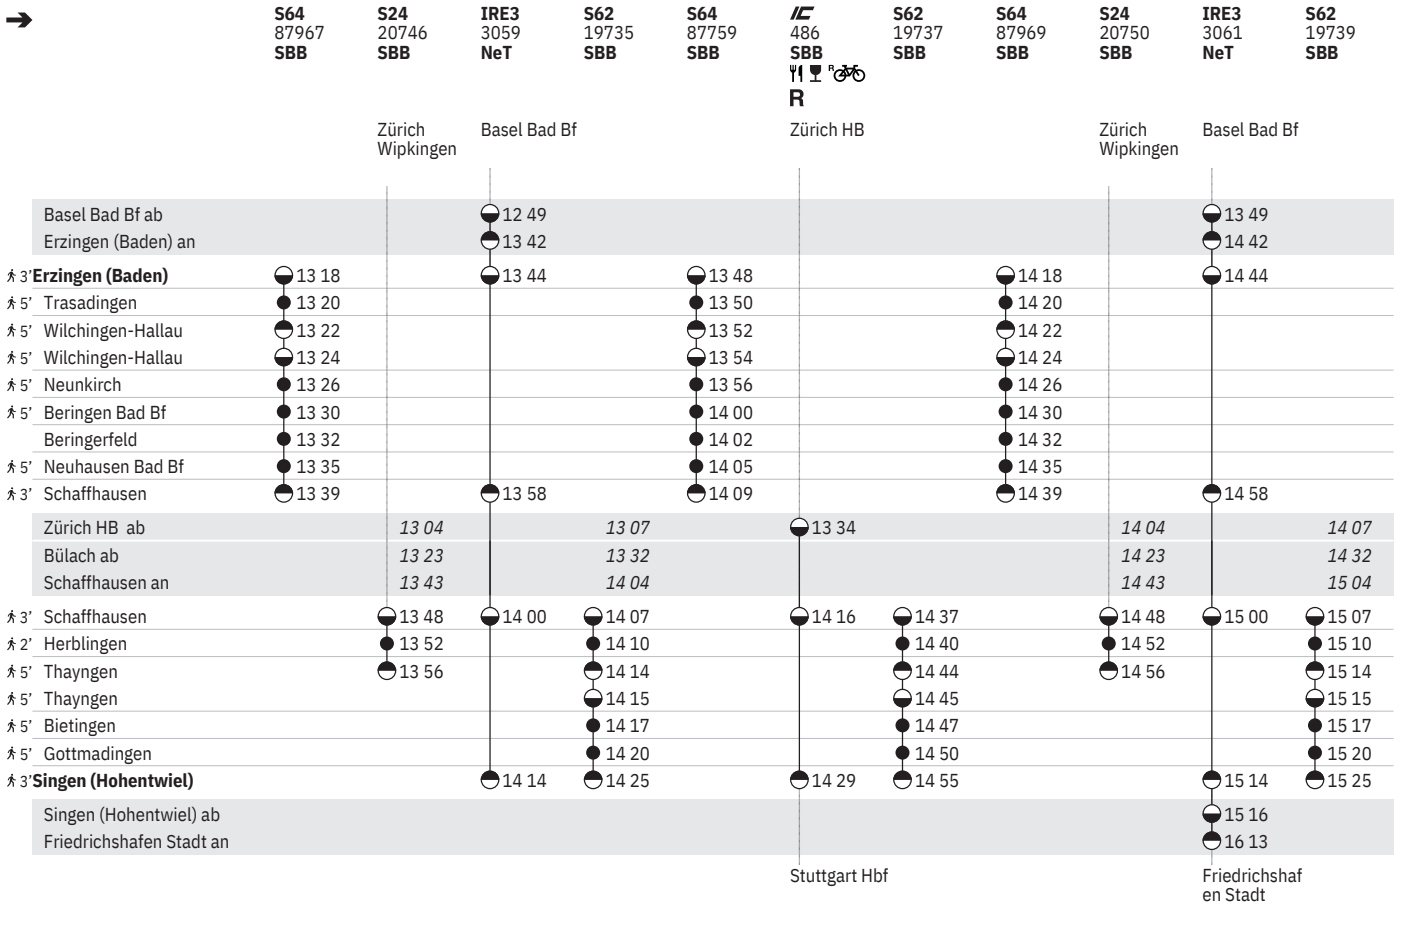 S64 S24 IRE3 S62 S64 IC S62 S64 S24 IRE3 S62
87967 20746 3059 19735 87759 486 19737 87969 20750 3061 19739
SBB SBB NeT SBB SBB SBB SBB SBB SBB NeT SBB
R
R
Zürich Basel Bad Bf Zürich HB Zürich Basel Bad Bf
Wipkingen Wipkingen
Basel Bad Bf ab 12 49 13 49
Erzingen (Baden) an 13 42 14 42
3' Erzingen (Baden) 13 18 13 44 13 48 14 18 14 44
5' Trasadingen 13 20 13 50 14 20
5' Wilchingen-Hallau 13 22 13 52 14 22
5' Wilchingen-Hallau 13 24 13 54 14 24
5' Neunkirch 13 26 13 56 14 26
5' Beringen Bad Bf 13 30 14 00 14 30
Beringerfeld 13 32 14 02 14 32
5' Neuhausen Bad Bf 13 35 14 05 14 35
3' Schaffhausen 13 39 13 58 14 09 14 39 14 58
Zürich HB ab 13 04 13 07 13 34 14 04 14 07
Bülach ab 13 23 13 32 14 23 14 32
Schaffhausen an 13 43 14 04 14 43 15 04
3' Schaffhausen 13 48 14 00 14 07 14 16 14 37 14 48 15 00 15 07
2' Herblingen 13 52 14 10 14 40 14 52 15 10
5' Thayngen 13 56 14 14 14 44 14 56 15 14
5' Thayngen 14 15 14 45 15 15
5' Bietingen 14 17 14 47 15 17
5' Gottmadingen 14 20 14 50 15 20
3' Singen (Hohentwiel) 14 14 14 25 14 29 14 55 15 14 15 25
Singen (Hohentwiel) ab 15 16
Friedrichshafen Stadt an 16 13
Stuttgart Hbf Friedrichshaf
en Stadt